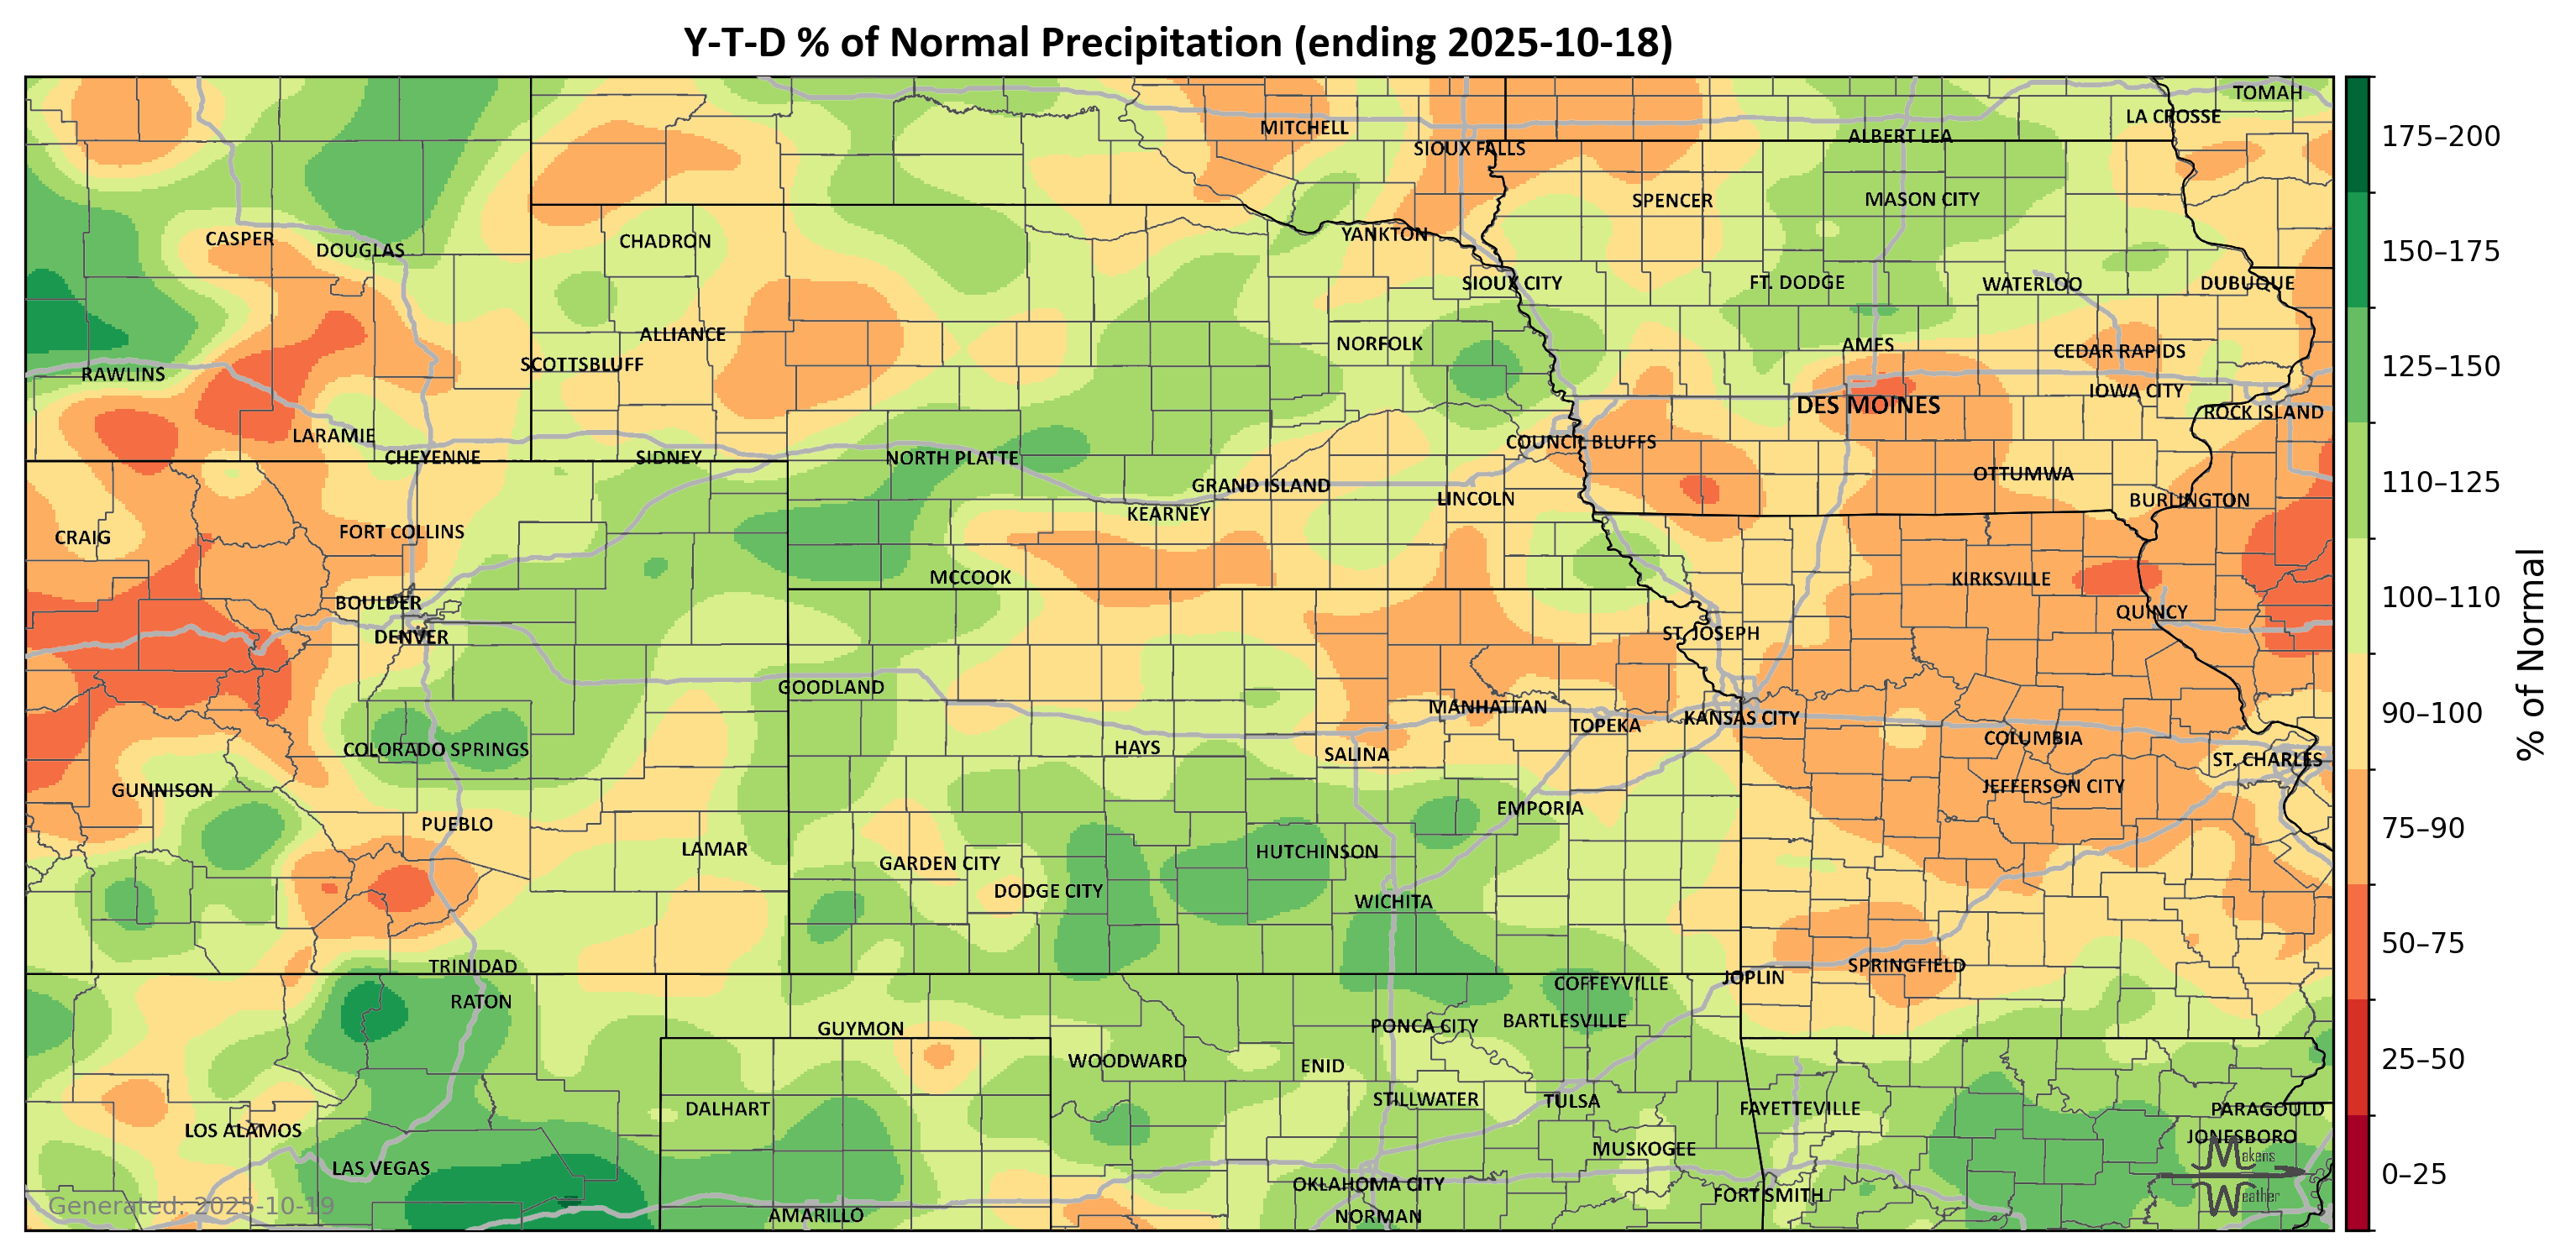 Y-T-D % of Normal Precipitation (ending 2025-10-18)
TOMAH
LA CROSSE
MITCHELL
ALBERT LEA
SIOUX FALLS
SPENCER
MASON CITY
CASPER
DOUGLAS
CHADRON
YANKTON
SIOUX CITY
FT. DODGE
WATERLOO
DUBUQUE
ALLIANCE
NORFOLK
AMES
CEDAR RAPIDS
SCOTTSBLUFF
RAWLINS
IOWA CITY
DES MOINES
ROCK ISLAND
LARAMIE
COUNCIL BLUFFS
CHEYENNE
SIDNEY
NORTH PLATTE
OTTUMWA
GRAND ISLAND
LINCOLN
BURLINGTON
KEARNEY
CRAIG
FORT COLLINS
MCCOOK
KIRKSVILLE
BOULDER
QUINCY
DENVER
ST. JOSEPH
GOODLAND
MANHATTAN
TOPEKA
KANSAS CITY
COLUMBIA
COLORADO SPRINGS
HAYS
SALINA
ST. CHARLES
GUNNISON
JEFFERSON CITY
EMPORIA
PUEBLO
LAMAR
HUTCHINSON
GARDEN CITY
DODGE CITY
WICHITA
TRINIDAD
SPRINGFIELD
JOPLIN
COFFEYVILLE
RATON
GUYMON
PONCA CITY
BARTLESVILLE
WOODWARD
ENID
DALHART
STILLWATER
TULSA
FAYETTEVILLE
PARAGOULD
LOS ALAMOS
JONESBORO
MUSKOGEE
LAS VEGAS
OKLAHOMA CITY
FORT SMITH
AMARILLO
NORMAN
Generated: 2025-10-19
Makens
Weather
175–200
150–175
125–150
110–125
100–110
90–100
75–90
50–75
25–50
0–25
% of Normal